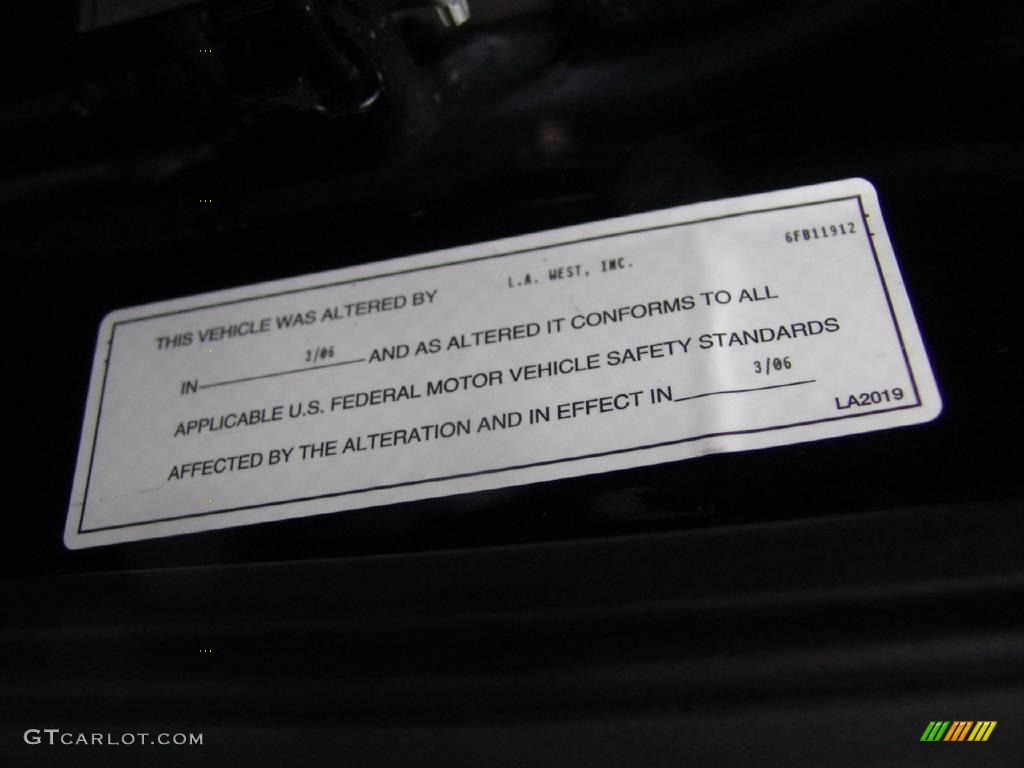 6FB11912
THIS VEHICLE WAS ALTERED BY L.A. WEST, INC.
IN 3/06 AND AS ALTERED IT CONFORMS TO ALL
APPLICABLE U.S. FEDERAL MOTOR VEHICLE SAFETY STANDARDS
AFFECTED BY THE ALTERATION AND IN EFFECT IN 3/06
LA2019
GTCARLOT.COM